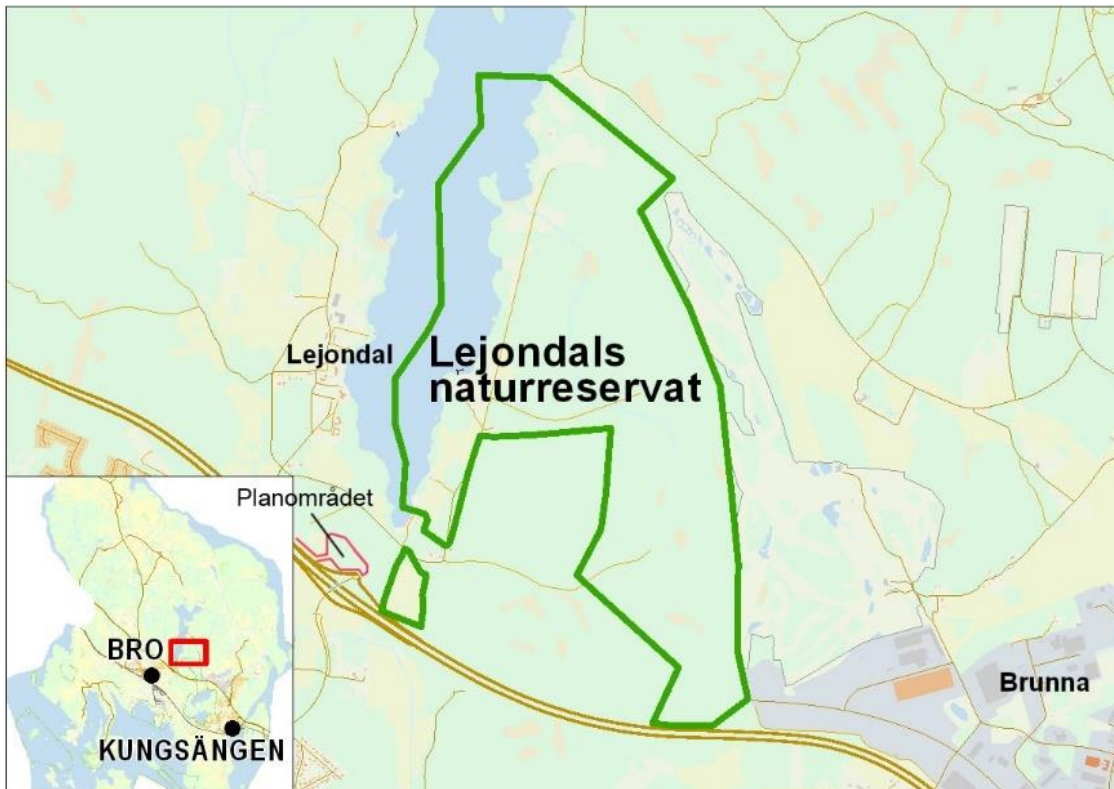 Lejondal
Lejondals
naturreservat
Planområdet
BRO
KUNGSÄNGEN
Brunna